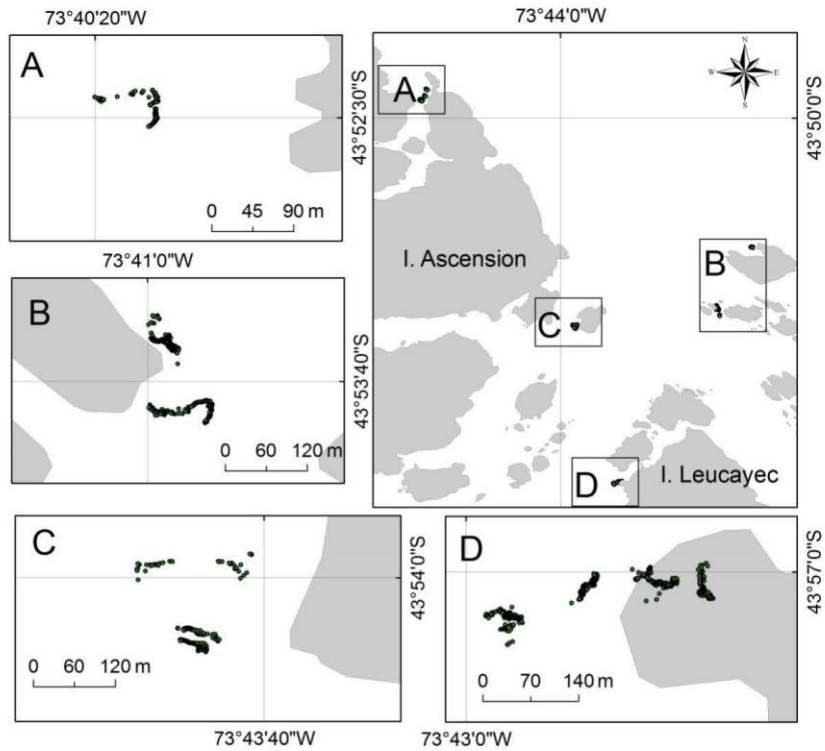 73°40'20"W
A
43°52'30"S
0 45 90 m
73°41'0"W
B
43°53'40"S
0 60 120 m
73°44'0"W
A
N
W
E
S
43°50'0"S
I. Ascension
B
C
D
I. Leucayec
C
43°54'0"S
0 60 120 m
73°43'40"W
D
43°57'0"S
0 70 140 m
73°43'0"W